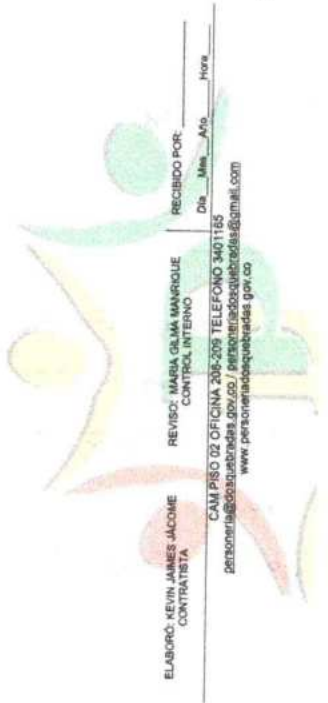 ELABORÓ: KEVIN JAIMES JÁCOME
CONTRATISTA
REVISO: MARIA GILMA MANRIQUE
CONTROL INTERNO
RECIBIDO POR:
Día Mes Año Hora
CAM PISO 02 OFICINA 208-209 TELEFONO 3401165
personeria@dosquebradas.gov.co / personeriadosquebradas@gmail.com
www.personeriadosquebradas.gov.co